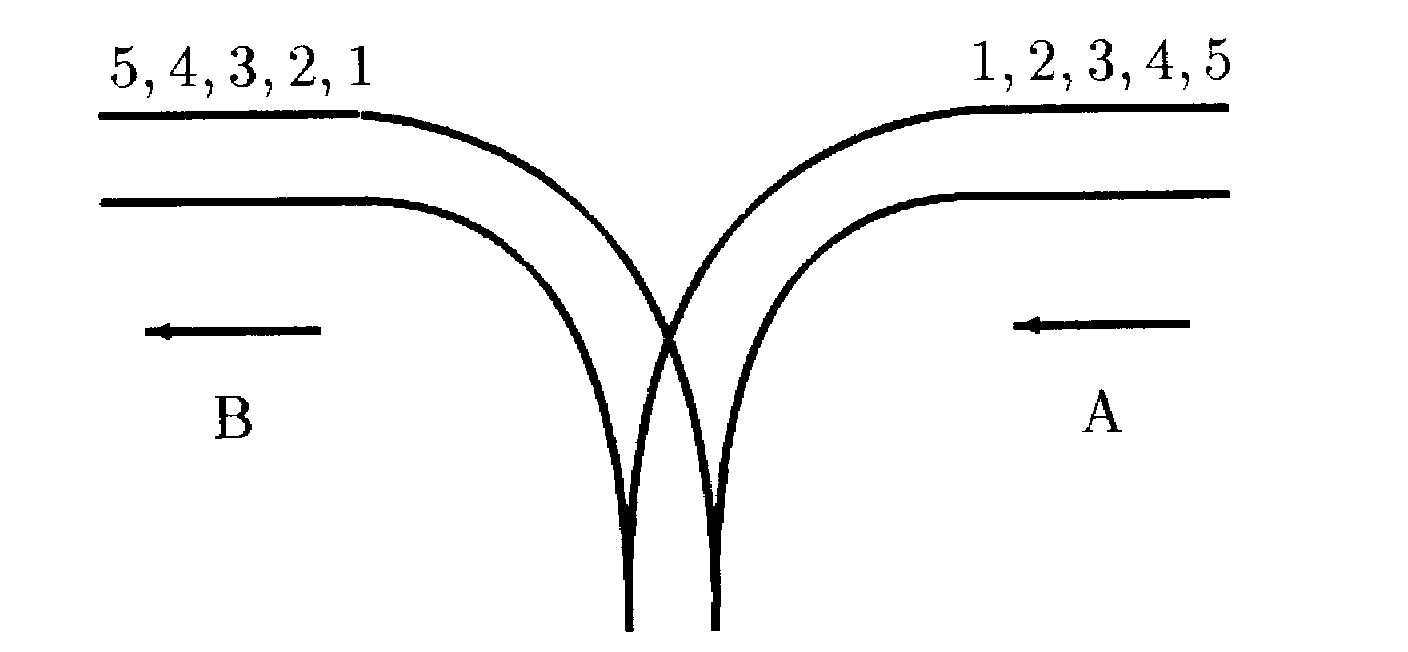 5, 4, 3, 2, 1
1, 2, 3, 4, 5
B
A